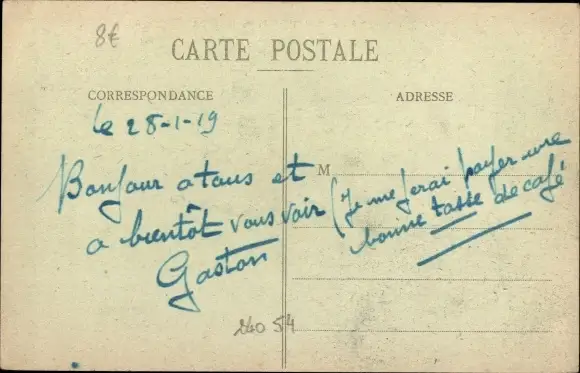 8€
CARTE POSTALE
CORRESPONDANCE
ADRESSE
le 28-1-19
Bonjour a tous et
a bientôt vous voir
Gaston
M
(Je me ferai payer une
bonne tasse de café
240 54